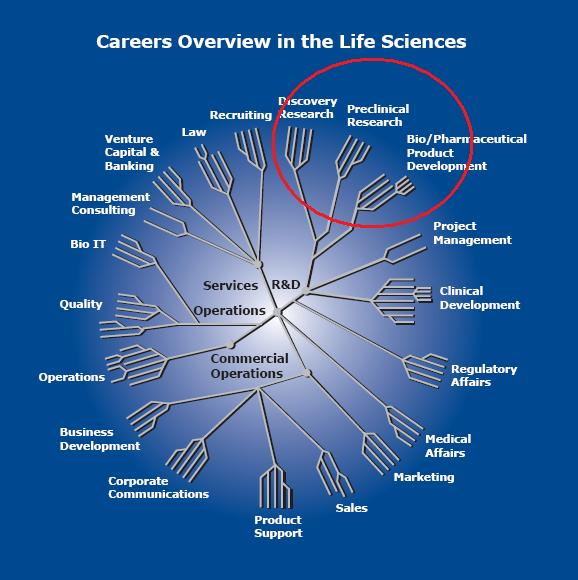 Careers Overview in the Life Sciences
Discovery
Research
Preclinical
Research
Recruiting
Law
Bio/Pharmaceutical
Product
Development
Venture
Capital &
Banking
Management
Consulting
Project
Management
Bio IT
Services
R&D
Clinical
Development
Quality
Operations
Commercial
Operations
Operations
Regulatory
Affairs
Business
Development
Medical
Affairs
Corporate
Communications
Marketing
Sales
Product
Support